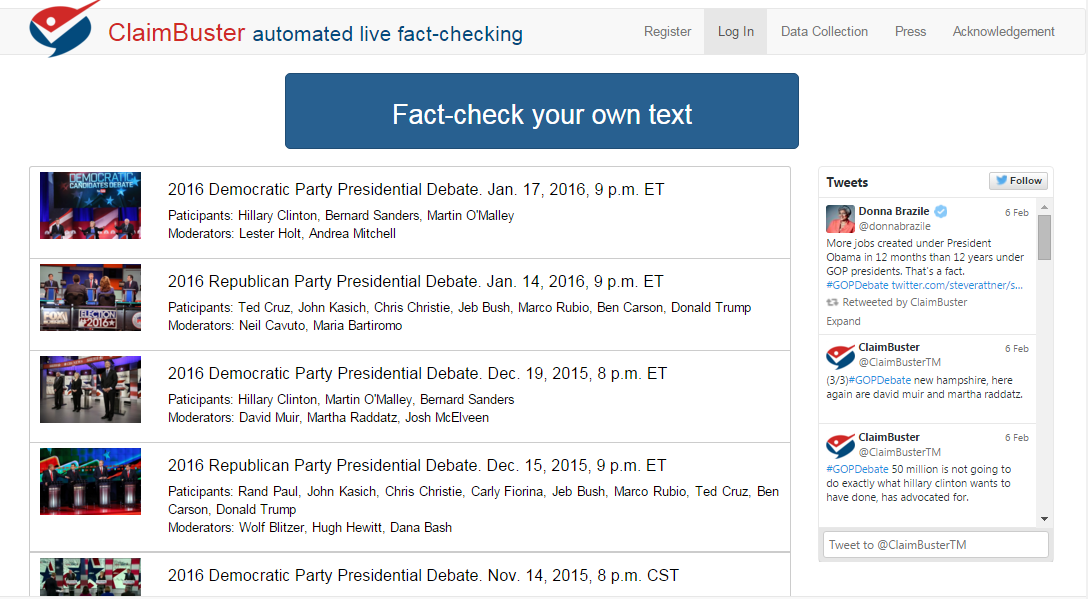 ClaimBuster automated live fact-checking
Register Log In Data Collection Press Acknowledgement
Fact-check your own text
DEMOCRATIC
CANDIDATES DEBATE
2016 Democratic Party Presidential Debate. Jan. 17, 2016, 9 p.m. ET
Paticipants: Hillary Clinton, Bernard Sanders, Martin O'Malley
Moderators: Lester Holt, Andrea Mitchell
FOX
ELECTION
2016
2016 Republican Party Presidential Debate. Jan. 14, 2016, 9 p.m. ET
Paticipants: Ted Cruz, John Kasich, Chris Christie, Jeb Bush, Marco Rubio, Ben Carson, Donald Trump
Moderators: Neil Cavuto, Maria Bartiromo
2016 Democratic Party Presidential Debate. Dec. 19, 2015, 8 p.m. ET
Paticipants: Hillary Clinton, Martin O'Malley, Bernard Sanders
Moderators: David Muir, Martha Raddatz, Josh McElveen
2016 Republican Party Presidential Debate. Dec. 15, 2015, 9 p.m. ET
Paticipants: Rand Paul, John Kasich, Chris Christie, Carly Fiorina, Jeb Bush, Marco Rubio, Ted Cruz, Ben
Carson, Donald Trump
Moderators: Wolf Blitzer, Hugh Hewitt, Dana Bash
2016 Democratic Party Presidential Debate. Nov. 14, 2015, 8 p.m. CST
Tweets Follow
Donna Brazile 6 Feb
@donnabrazile
More jobs created under President
Obama in 12 months than 12 years under
GOP presidents. That's a fact.
#GOPDebate twitter.com/steverattner/s...
Retweeted by ClaimBuster
Expand
ClaimBuster 6 Feb
@ClaimBusterTM
(3/3)#GOPDebate new hampshire, here
again are david muir and martha raddatz.
ClaimBuster 6 Feb
@ClaimBusterTM
#GOPDebate 50 million is not going to
do exactly what hillary clinton wants to
have done, has advocated for.
Tweet to @ClaimBusterTM